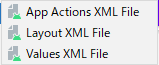 App Actions XML File
Layout XML File
Values XML File